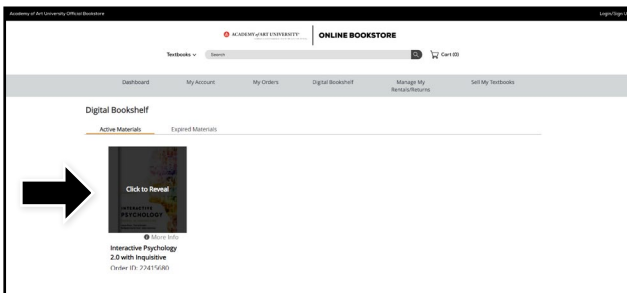 Academy of Art University Official Bookstore
Login/Sign U
ACADEMY of ART UNIVERSITY
ONLINE BOOKSTORE
Textbooks
Search
Cart (0)
Dashboard
My Account
My Orders
Digital Bookshelf
Manage My
Rentals/Returns
Sell My Textbooks
Digital Bookshelf
Active Materials
Expired Materials
Click to Reveal
INTERACTIVE
PSYCHOLOGY
More Info
Interactive Psychology
2.0 with Inquisitive
Order ID: 22415680